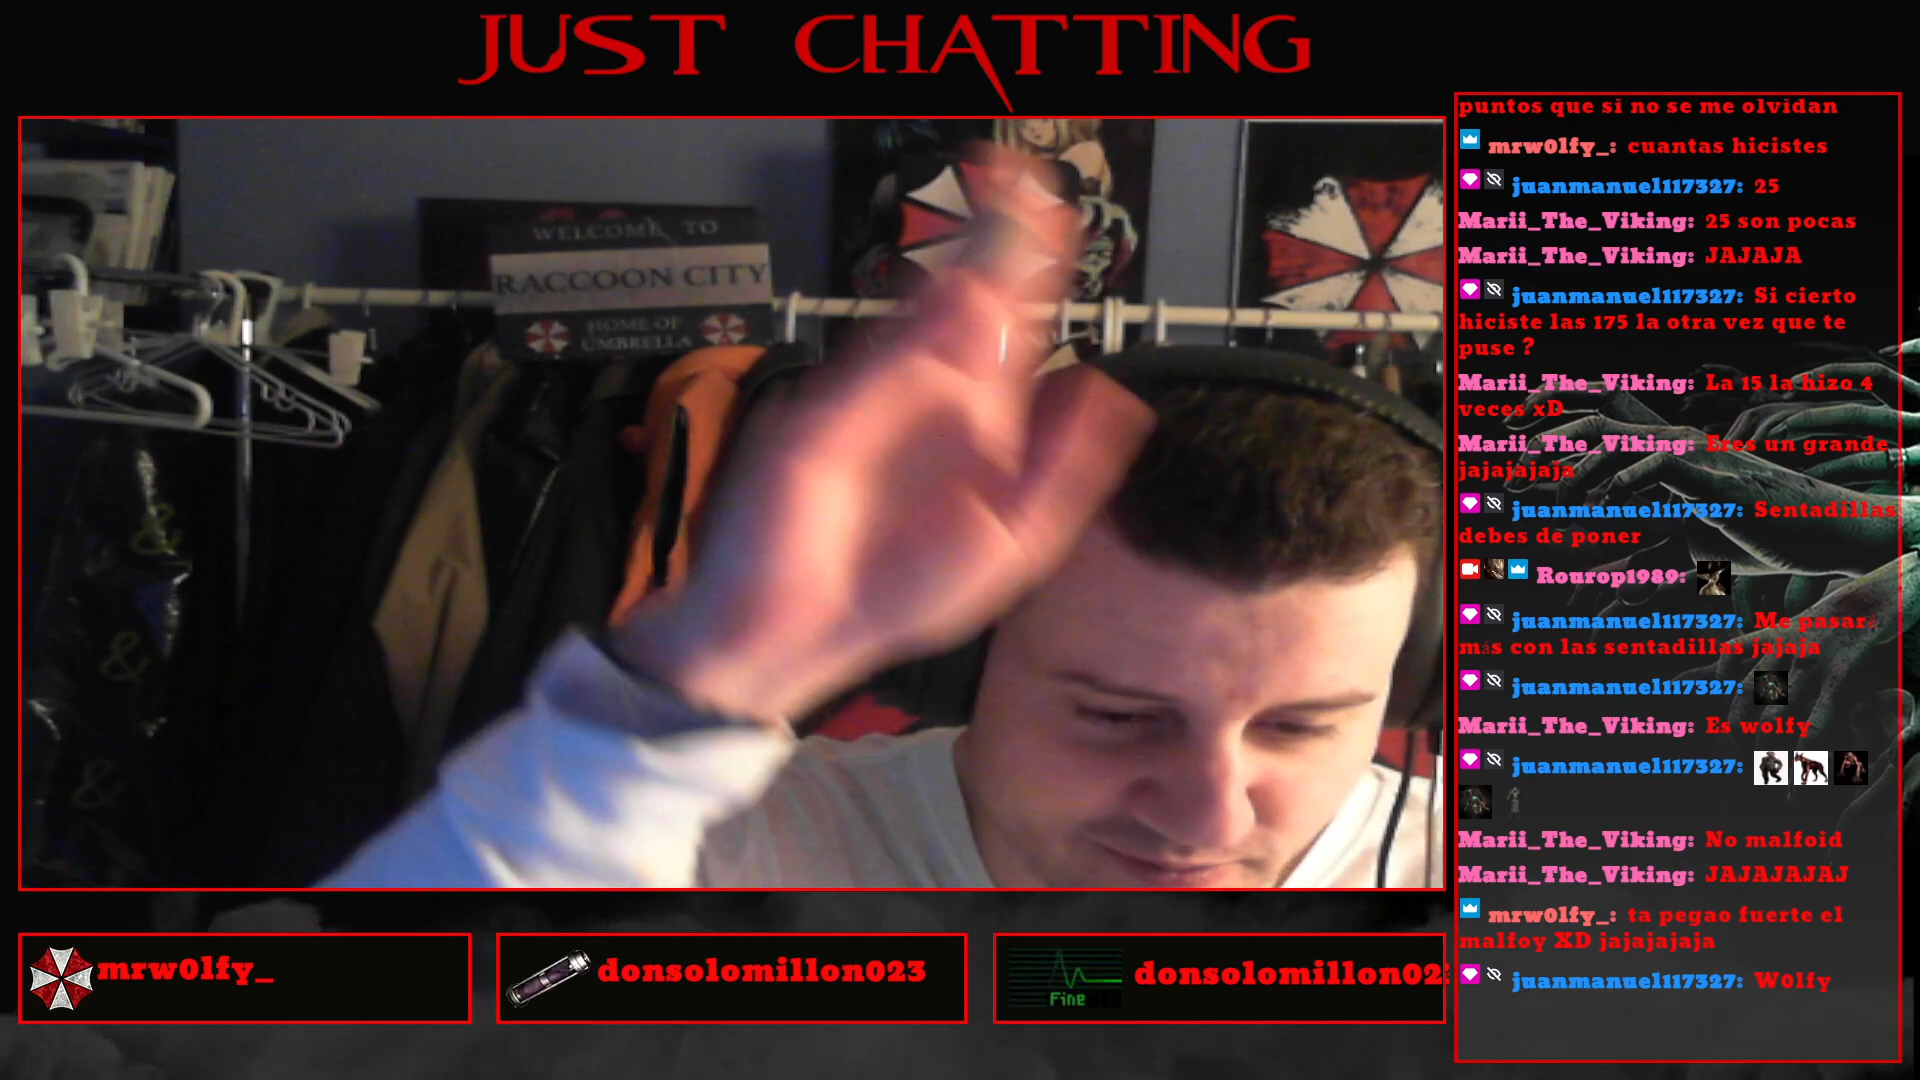 JUST CHATTING
WELCOME TO
RACCOON CITY
HOME OF
UMBRELLA
&
&
&
puntos que si no se me olvidan
mrw0lfy_: cuantas hicistes
juanmanuel117327: 25
Marii_The_Viking: 25 son pocas
Marii_The_Viking: JAJAJA
juanmanuel117327: Si cierto
hiciste las 175 la otra vez que te
puse ?
Marii_The_Viking: La 15 la hizo 4
veces xD
Marii_The_Viking: Eres un grande
jajajajaja
juanmanuel117327: Sentadillas
debes de poner
Rourop1989:
juanmanuel117327: Me pasare
más con las sentadillas jajaja
juanmanuel117327:
Marii_The_Viking: Es wolfy
juanmanuel117327:
Marii_The_Viking: No malfoid
Marii_The_Viking: JAJAJAJAJ
mrw0lfy_: ta pegao fuerte el
malfoy XD jajajajaja
juanmanuel117327: W0lfy
mrw0lfy_
donsolomillon023
Fine
donsolomillon02